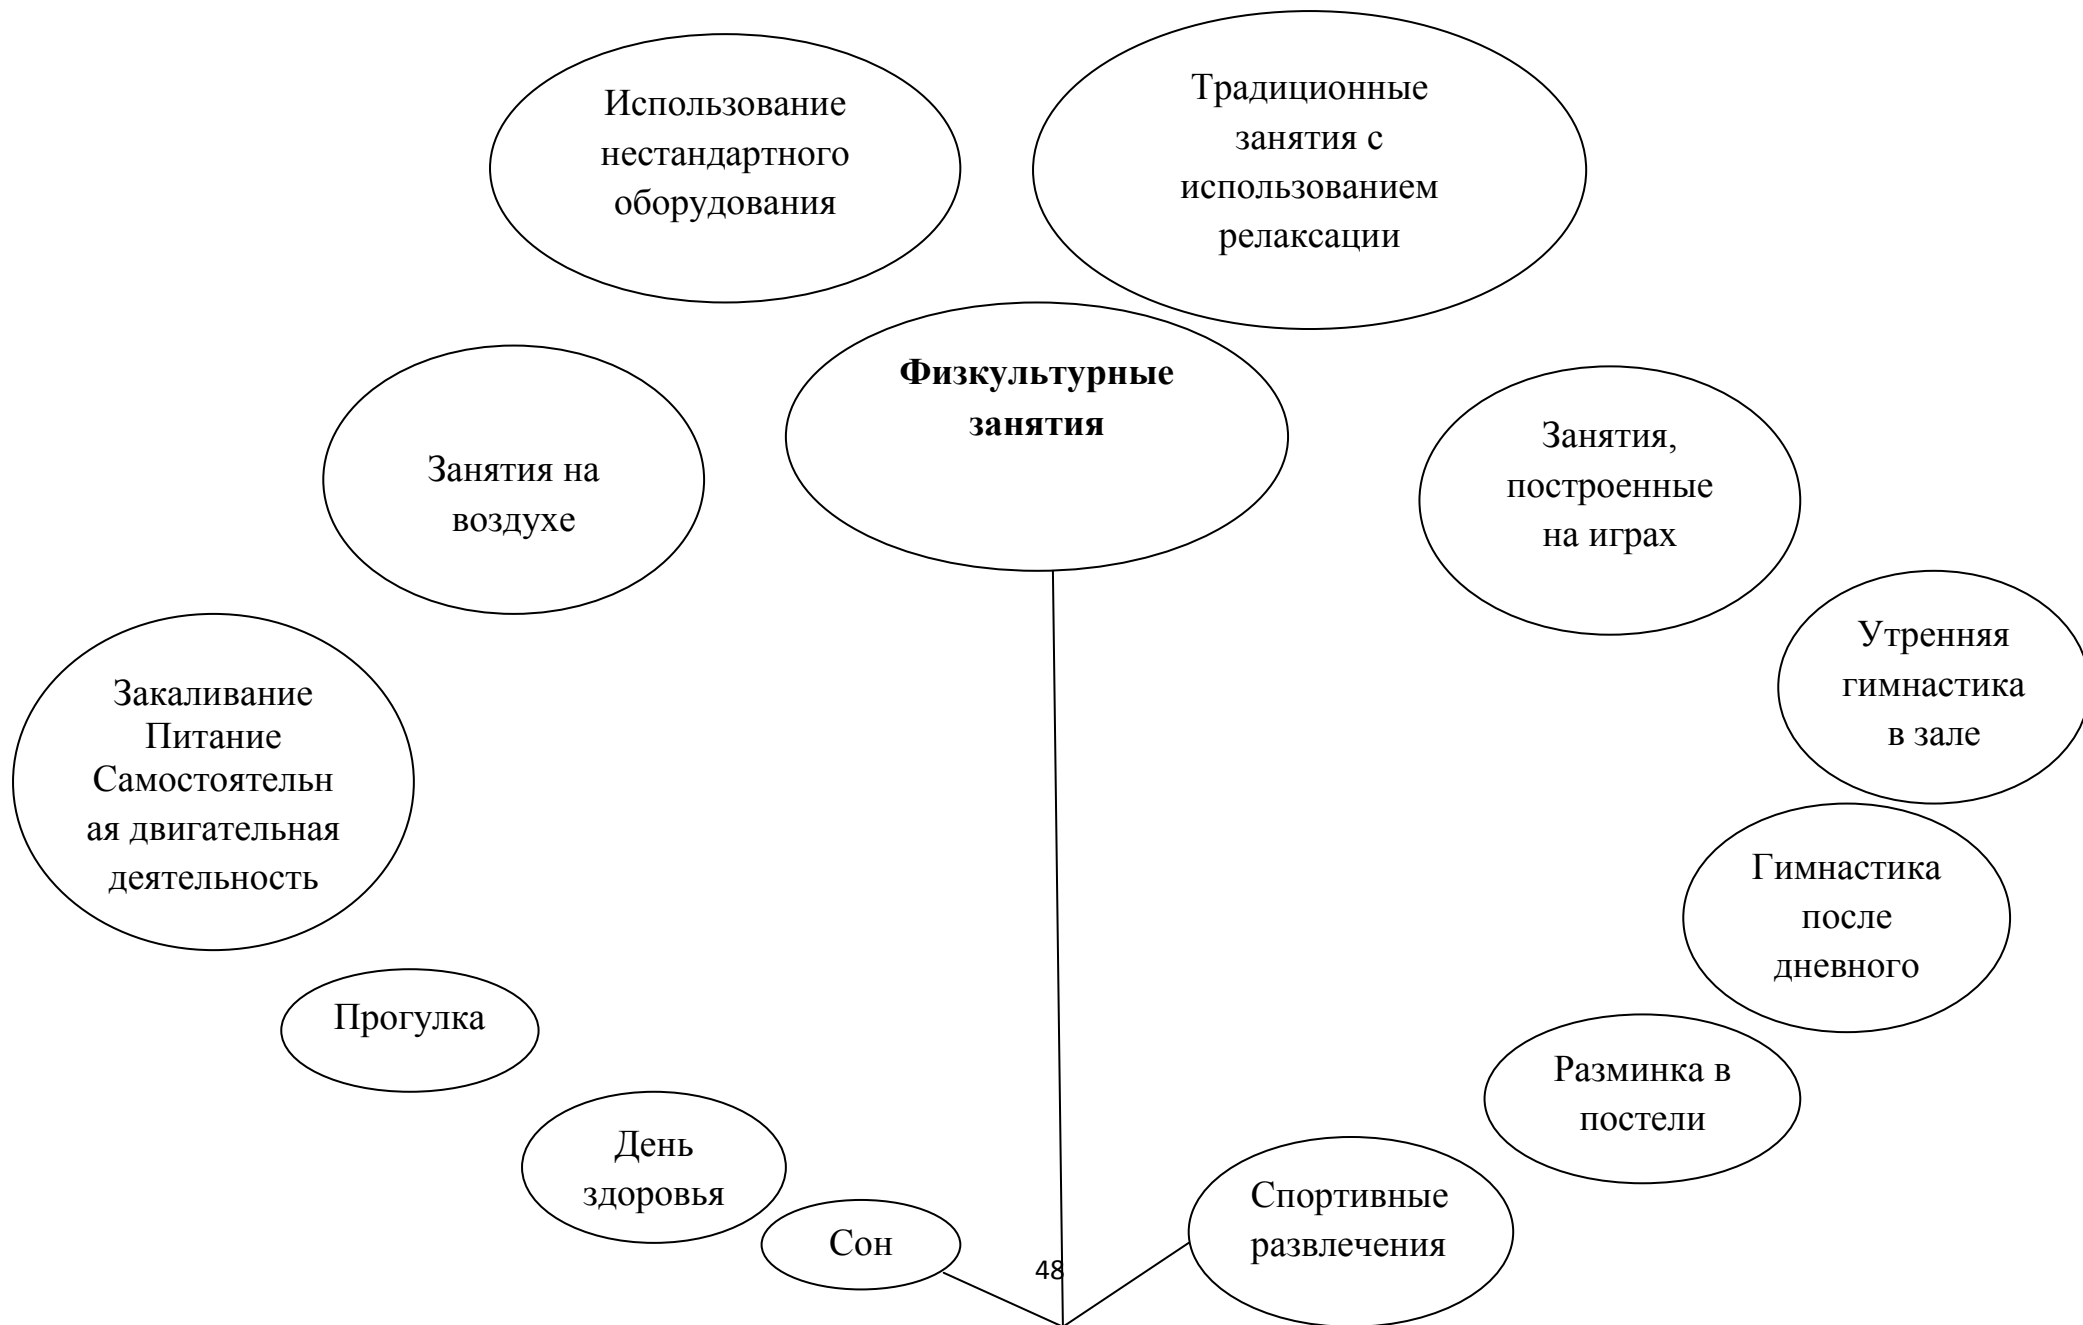 Использование
нестандартного
оборудования
Традиционные
занятия с
использованием
релаксации
Физкультурные
занятия
Занятия на
воздухе
Занятия,
построенные
на играх
Утренняя
гимнастика
в зале
Закаливание
Питание
Самостоятельн
ая двигательная
деятельность
Гимнастика
после
дневного
Прогулка
Разминка в
постели
День
здоровья
Спортивные
развлечения
Сон
48